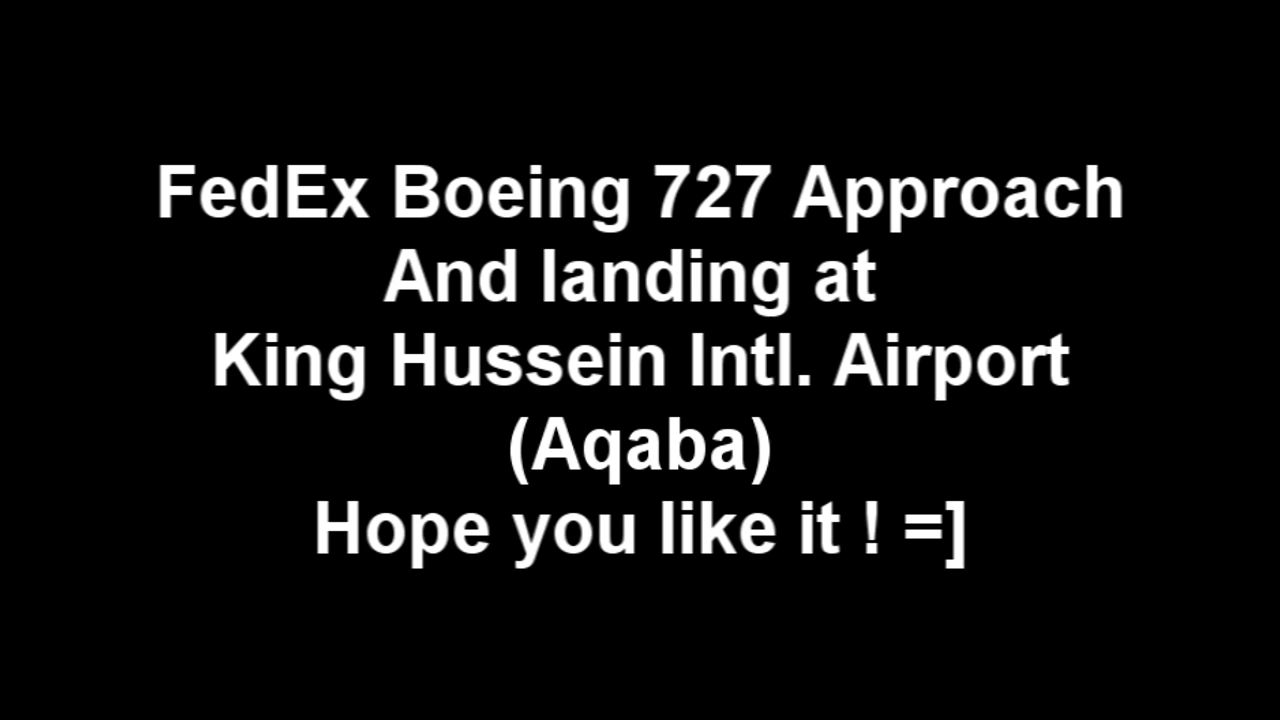 FedEx Boeing 727 Approach
And landing at
King Hussein Intl. Airport
(Aqaba)
Hope you like it ! =]